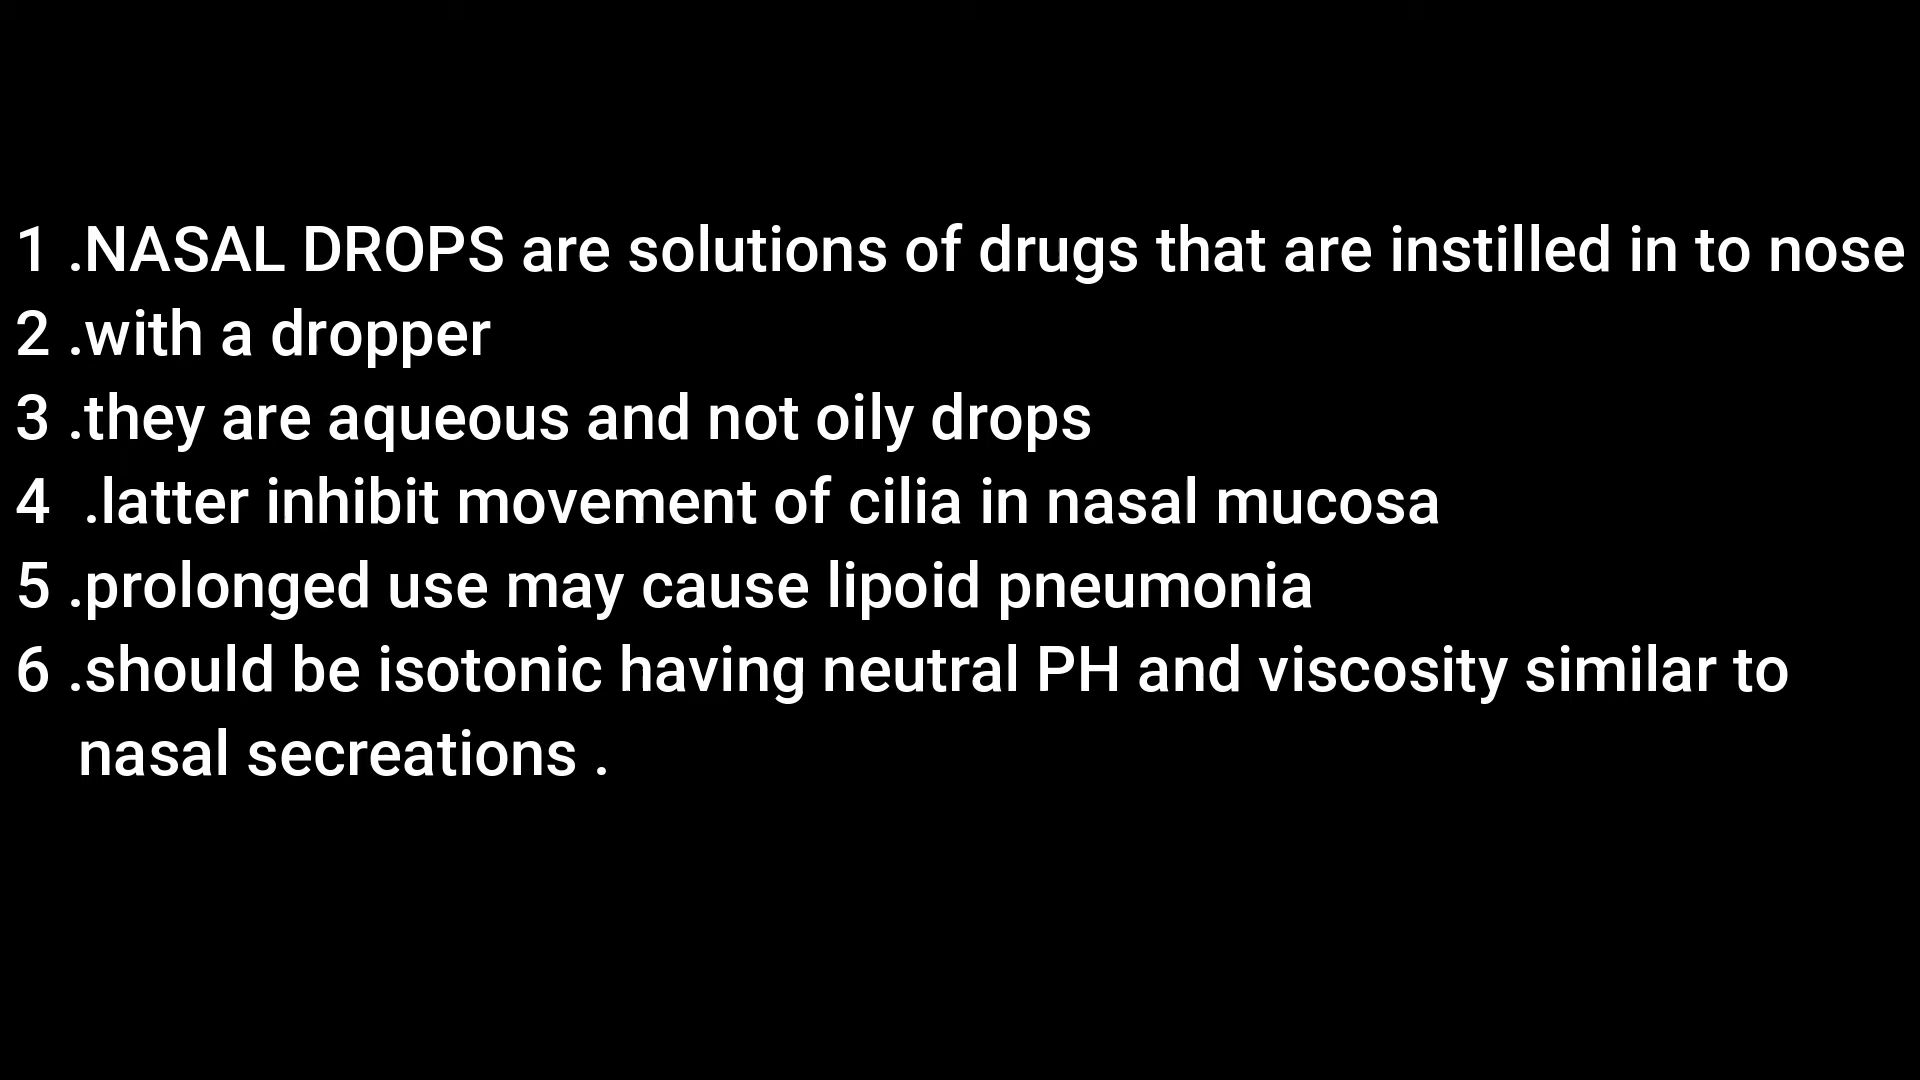 1 .NASAL DROPS are solutions of drugs that are instilled in to nose
2 .with a dropper
3 .they are aqueous and not oily drops
4  .latter inhibit movement of cilia in nasal mucosa
5 .prolonged use may cause lipoid pneumonia
6 .should be isotonic having neutral PH and viscosity similar to
nasal secreations .